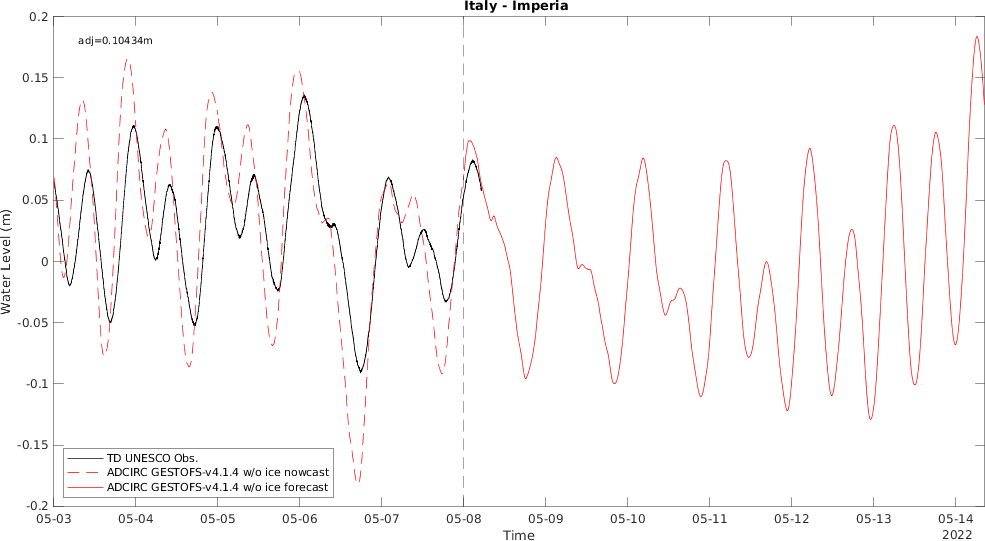 Italy - Imperia
adj=0.10434m
0.2
0.15
0.1
0.05
0
-0.05
-0.1
-0.15
-0.2
Water Level (m)
TD UNESCO Obs.
ADCIRC GESTOFS-v4.1.4 w/o ice nowcast
ADCIRC GESTOFS-v4.1.4 w/o ice forecast
05-03 05-04 05-05 05-06 05-07 05-08 05-09 05-10 05-11 05-12 05-13 05-14
Time
2022